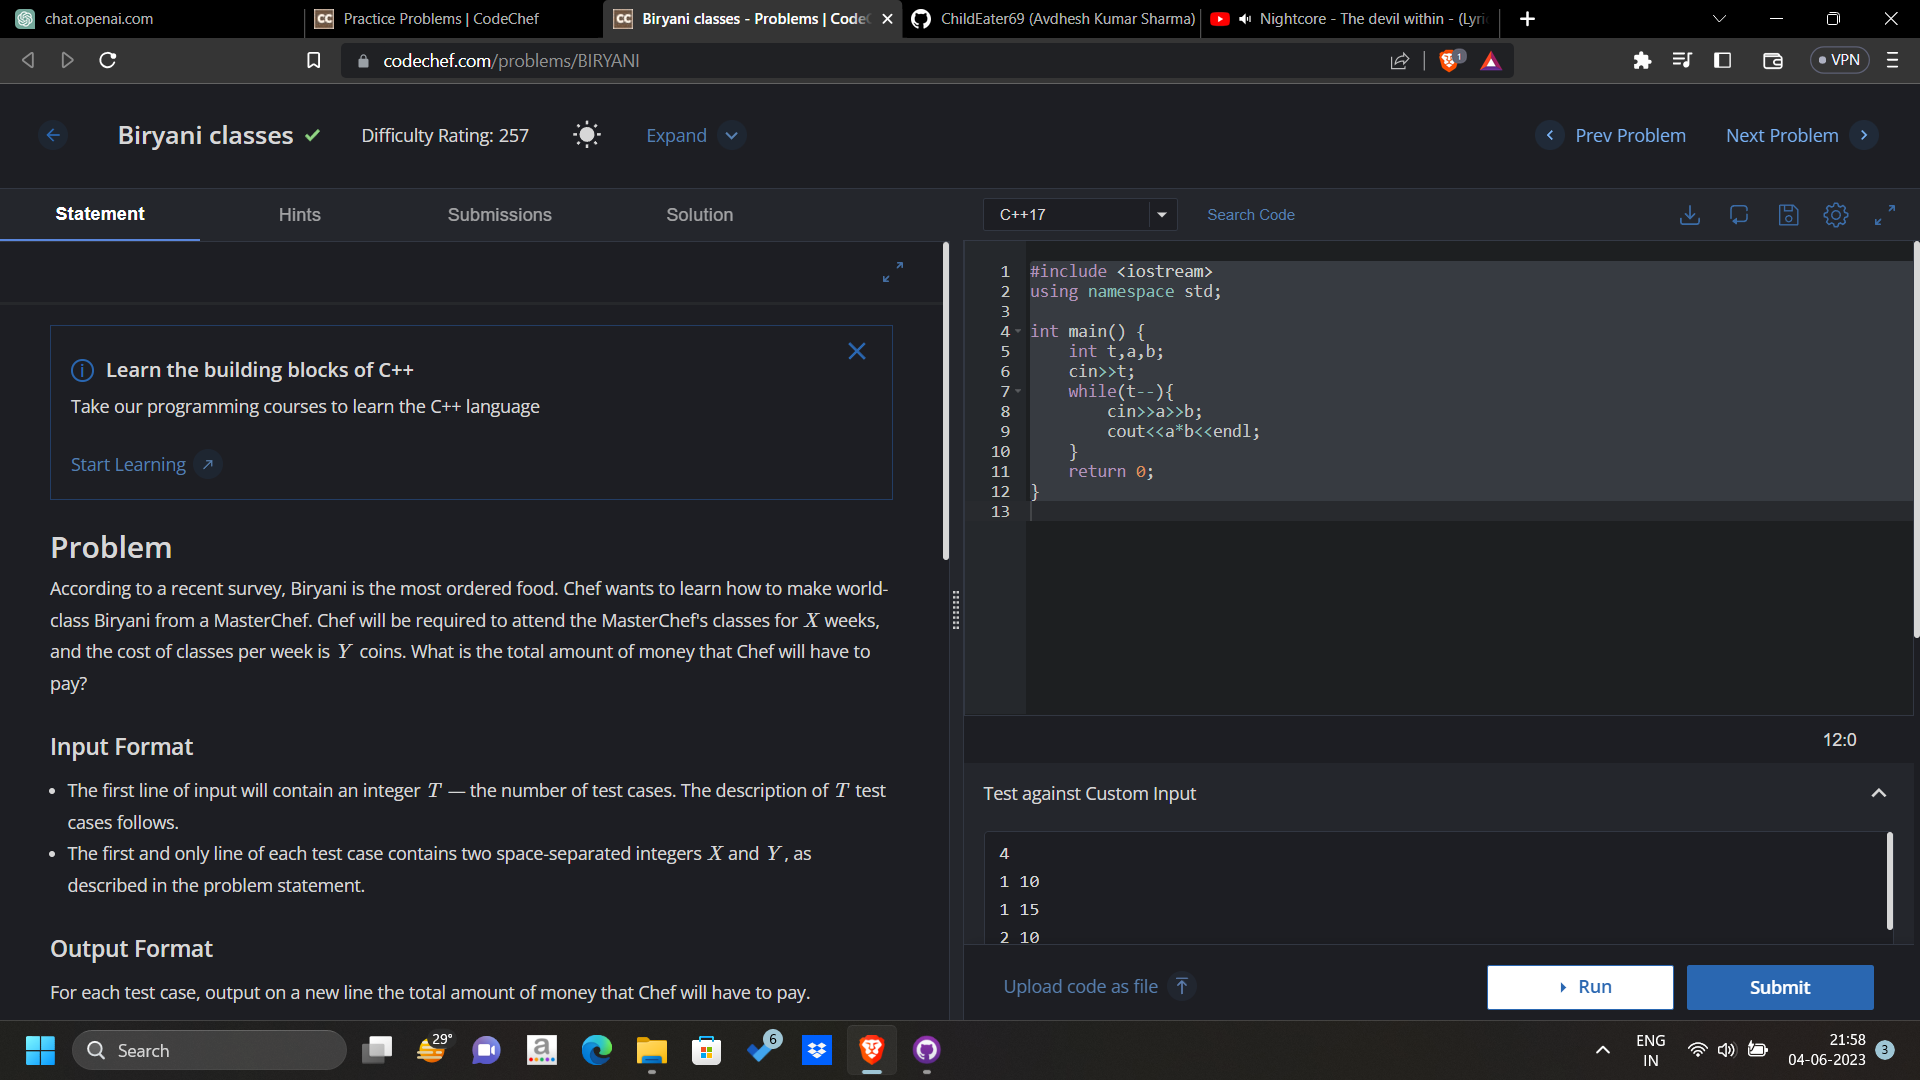 chat.openai.com
CC Practice Problems | CodeChef
CC Biryani classes - Problems | Code
ChildEater69 (Avdhesh Kumar Sharma)
Nightcore - The devil within - (Lyri
codechef.com/problems/BIRYANI
1
VPN
Biryani classes
Difficulty Rating: 257
Expand
Prev Problem
Next Problem
Statement
Hints
Submissions
Solution
Learn the building blocks of C++
Take our programming courses to learn the C++ language
Start Learning
Problem
According to a recent survey, Biryani is the most ordered food. Chef wants to learn how to make world-
class Biryani from a MasterChef. Chef will be required to attend the MasterChef's classes for X weeks,
and the cost of classes per week is Y coins. What is the total amount of money that Chef will have to
pay?
Input Format
• The first line of input will contain an integer T — the number of test cases. The description of T test
cases follows.
• The first and only line of each test case contains two space-separated integers X and Y, as
described in the problem statement.
Output Format
For each test case, output on a new line the total amount of money that Chef will have to pay.
C++17
Search Code
1 #include <iostream>
2 using namespace std;
3
4 int main() {
5 int t,a,b;
6 cin>>t;
7 while(t--){
8 cin>>a>>b;
9 cout<<a*b<<endl;
10 }
11 return 0;
12 }
13
12:0
Test against Custom Input
4
1 10
1 15
2 10
Upload code as file
Run
Submit
Search
29°
a
6
ENG
IN
21:58
04-06-2023
3